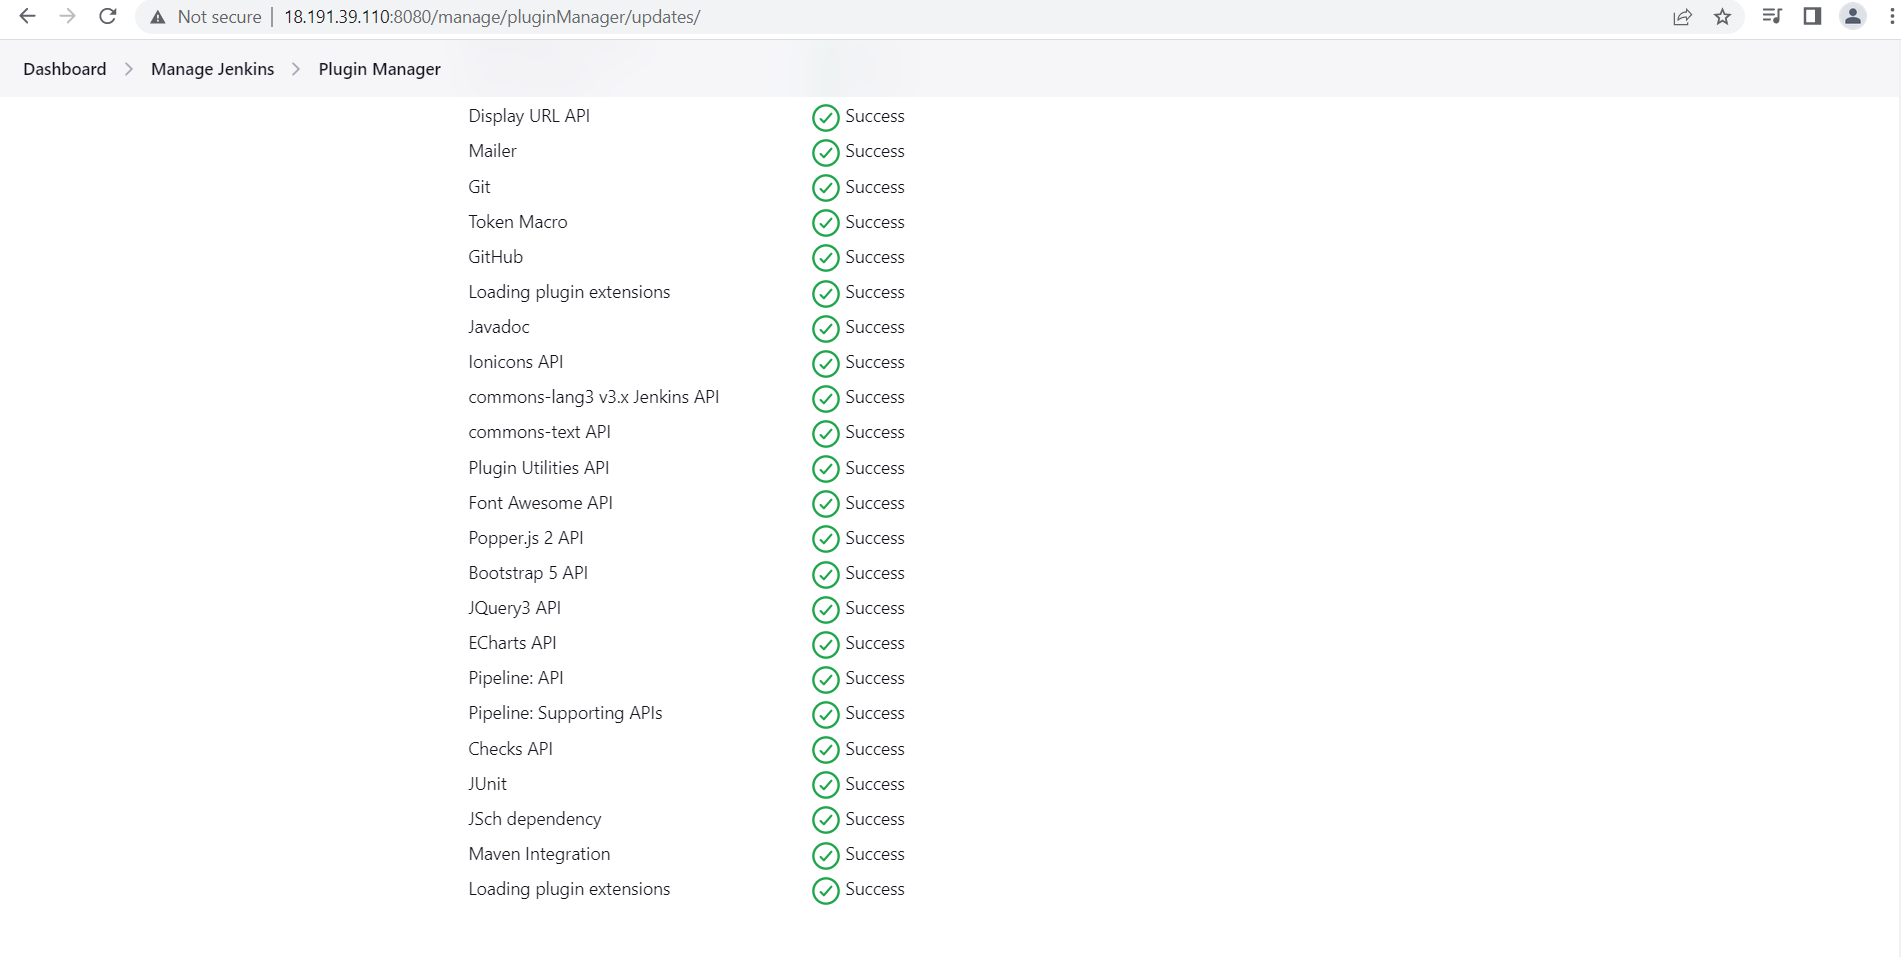 Not secure | 18.191.39.110:8080/manage/pluginManager/updates/
Dashboard > Manage Jenkins > Plugin Manager
Display URL API Success
Mailer Success
Git Success
Token Macro Success
GitHub Success
Loading plugin extensions Success
Javadoc Success
Ionicons API Success
commons-lang3 v3.x Jenkins API Success
commons-text API Success
Plugin Utilities API Success
Font Awesome API Success
Popper.js 2 API Success
Bootstrap 5 API Success
JQuery3 API Success
ECharts API Success
Pipeline: API Success
Pipeline: Supporting APIs Success
Checks API Success
JUnit Success
JSch dependency Success
Maven Integration Success
Loading plugin extensions Success